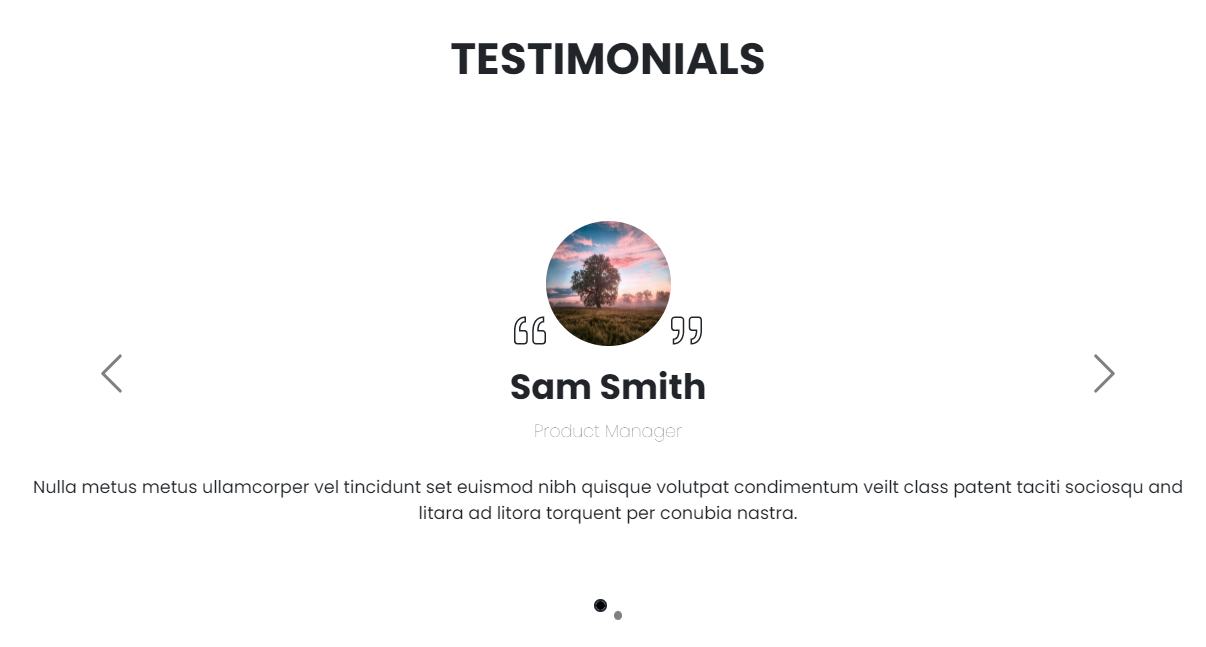 TESTIMONIALS
Sam Smith
Product Manager
Nulla metus metus ullamcorper vel tincidunt set euismod nibh quisque volutpat condimentum veilt class patent taciti sociosqu and
litara ad litora torquent per conubia nastra.